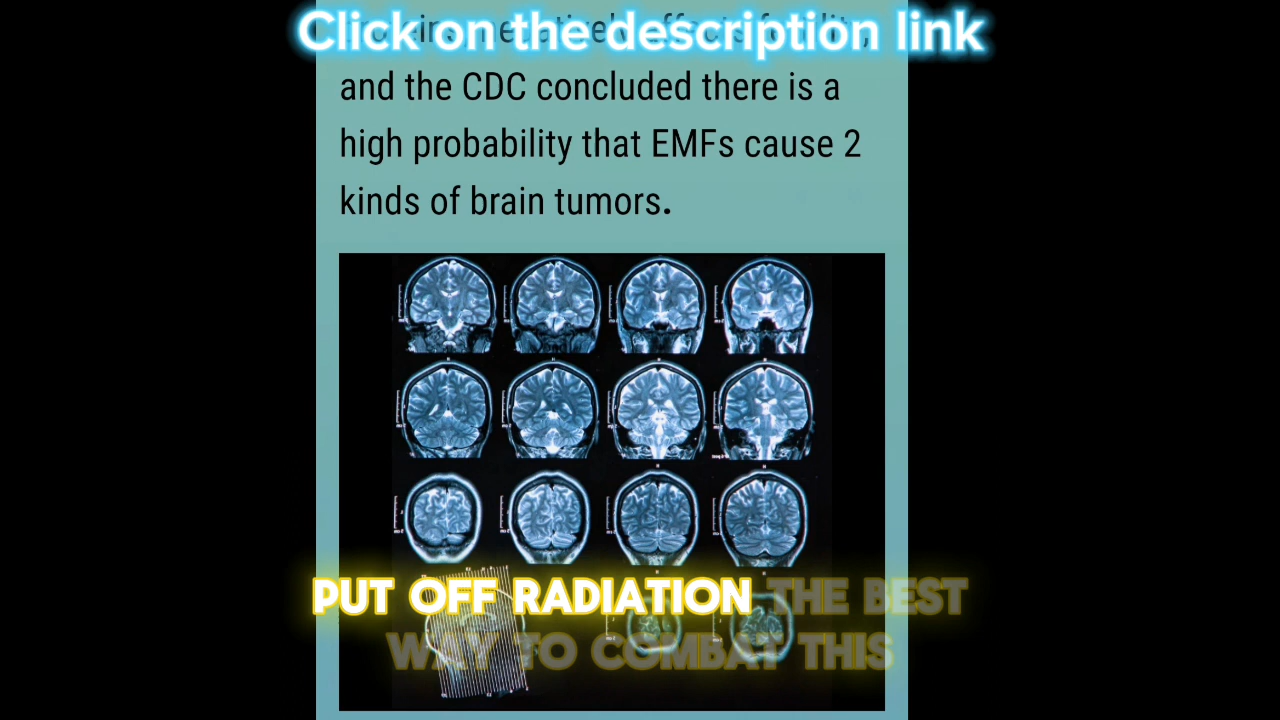 Click on the description link
and the CDC concluded there is a
high probability that EMFs cause 2
kinds of brain tumors.
PUT OFF RADIATION THE BEST
WAY TO COMBAT THIS